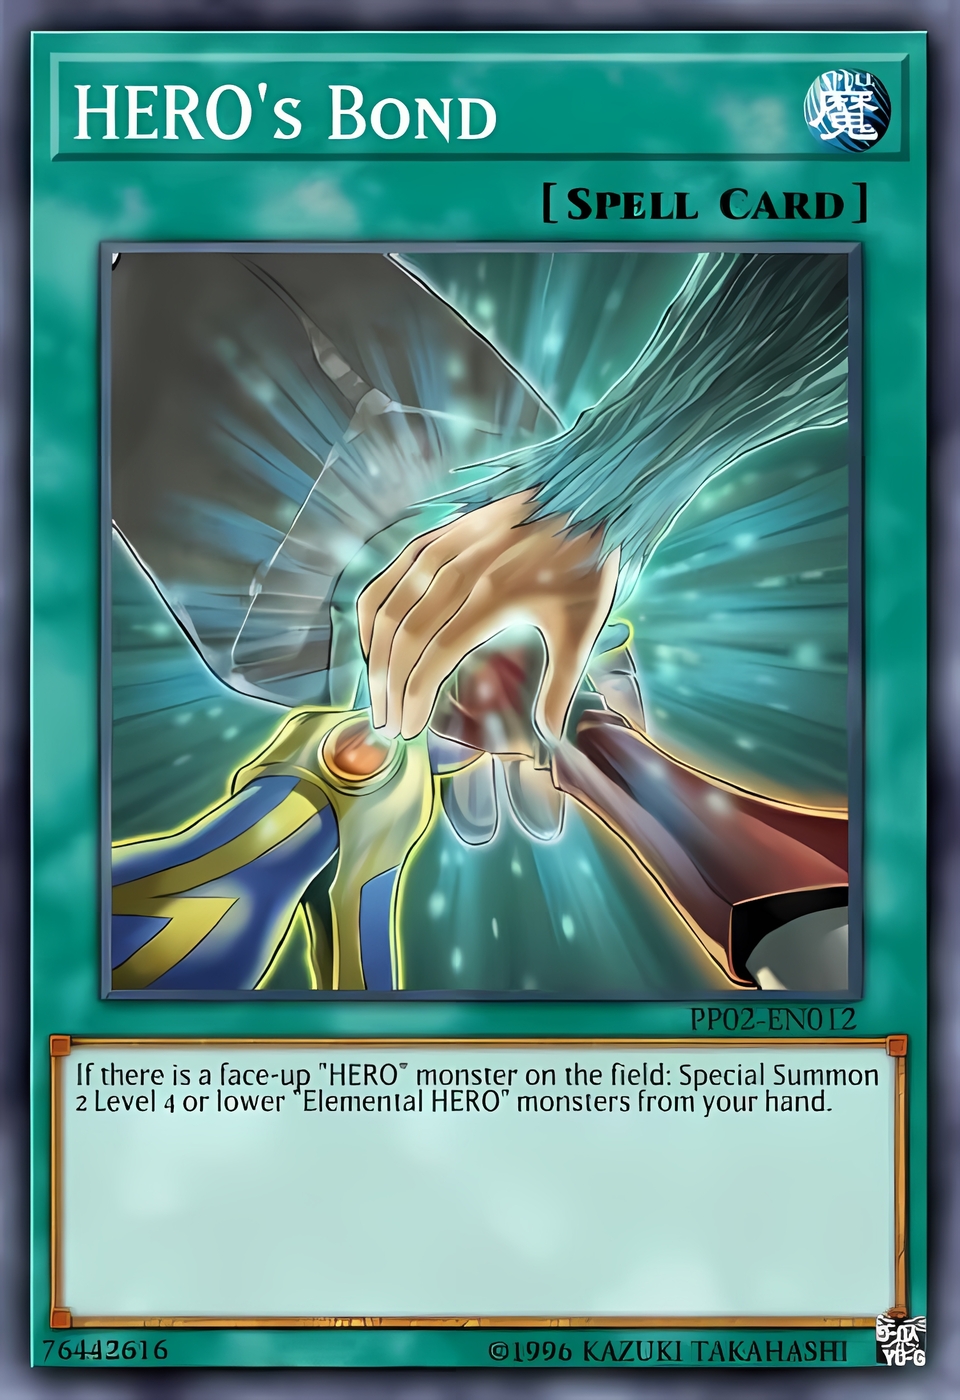 HERO's Bond
魔
[Spell Card]
PP02-EN012
If there is a face-up "HERO" monster on the field: Special Summon
2 Level 4 or lower "Elemental HERO" monsters from your hand.
76442616
©1996 KAZUKI TAKAHASHI